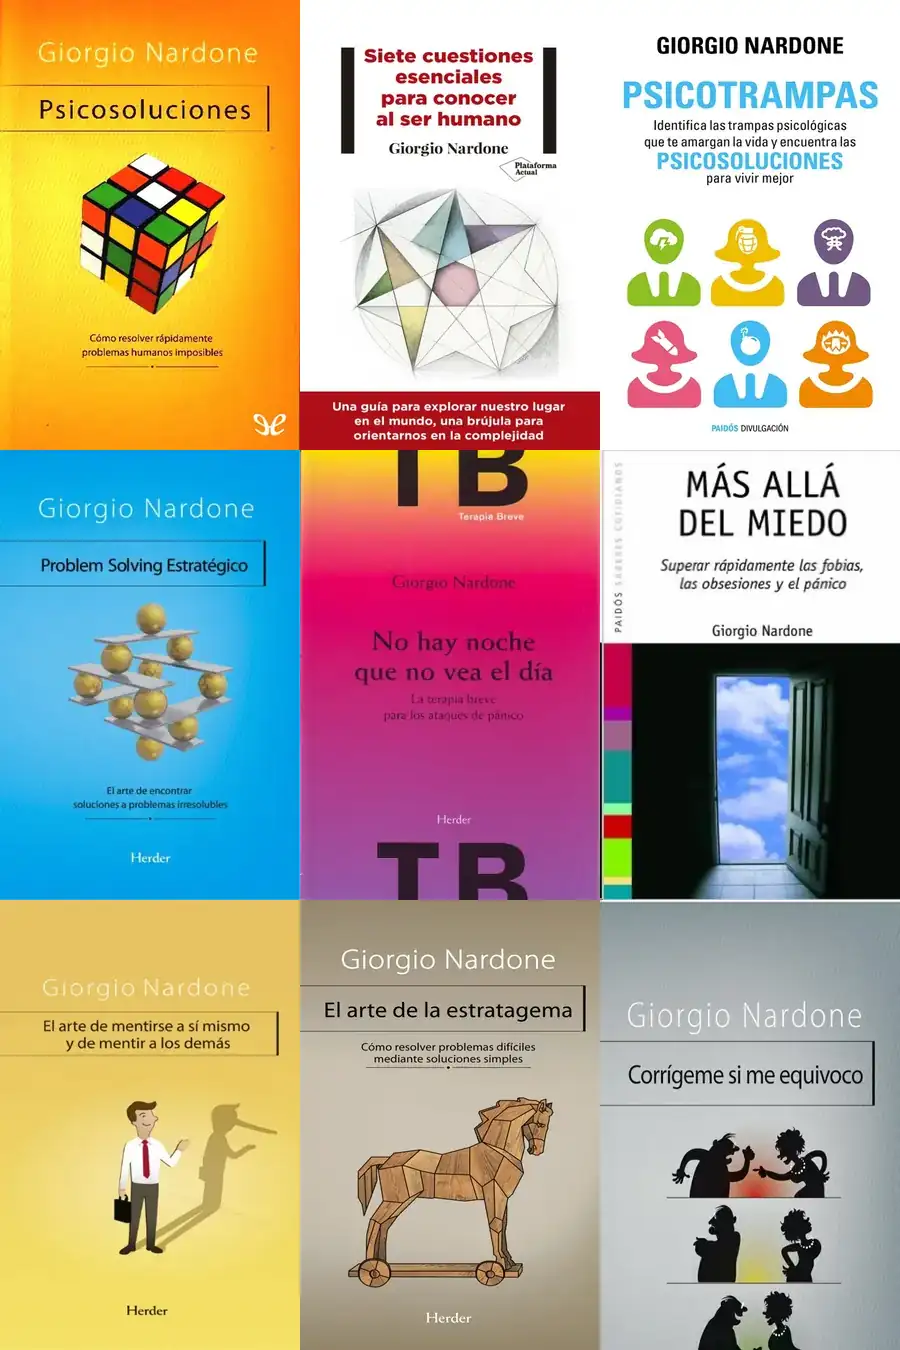 Giorgio Nardone
Psicosoluciones
Cómo resolver rápidamente
problemas humanos imposibles
Siete cuestiones
esenciales
para conocer
al ser humano
Giorgio Nardone
Plataforma
Actual
Una guía para explorar nuestro lugar
en el mundo, una brújula para
orientarnos en la complejidad
GIORGIO NARDONE
PSICOTRAMPAS
Identifica las trampas psicológicas
que te amargan la vida y encuentra las
PSICOSOLUCIONES
para vivir mejor
PAIDÓS DIVULGACIÓN
Giorgio Nardone
Problem Solving Estratégico
El arte de encontrar
soluciones a problemas irresolubles
Herder
TB
Terapia Breve
Giorgio Nardone
No hay noche
que no vea el día
La terapia breve
para los ataques de pánico
Herder
TB
PAIDÓS SABERES COTIDIANOS
MÁS ALLÁ
DEL MIEDO
Superar rápidamente las fobias,
las obsesiones y el pánico
Giorgio Nardone
Giorgio Nardone
El arte de mentirse a sí mismo
y de mentir a los demás
Herder
Giorgio Nardone
El arte de la estratagema
Cómo resolver problemas difíciles
mediante soluciones simples
Herder
Giorgio Nardone
Corrígeme si me equivoco